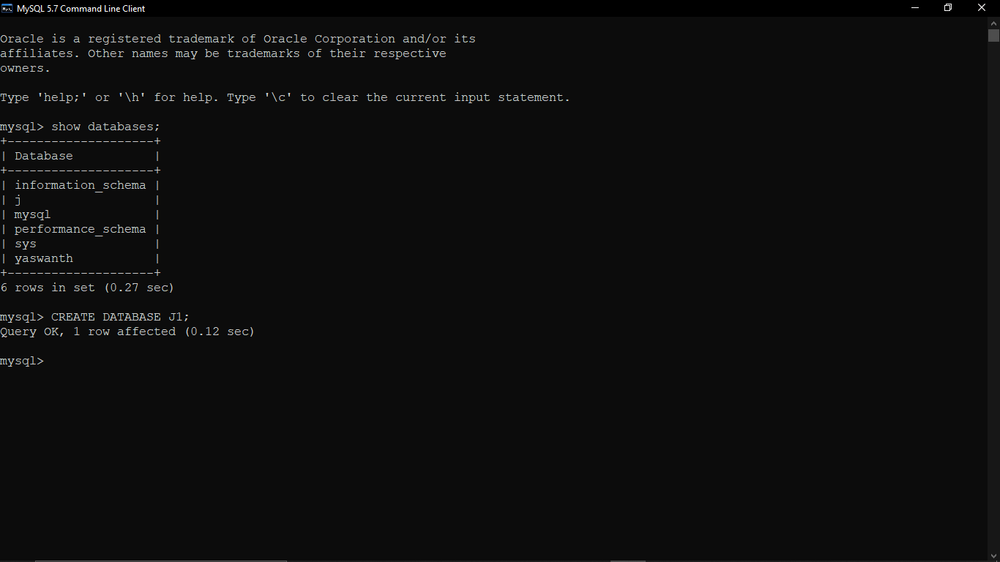 MySQL 5.7 Command Line Client
Oracle is a registered trademark of Oracle Corporation and/or its
affiliates. Other names may be trademarks of their respective
owners.
Type 'help;' or '\h' for help. Type '\c' to clear the current input statement.
mysql> show databases;
+--------------------+
| Database           |
+--------------------+
| information_schema |
| j                  |
| mysql              |
| performance_schema |
| sys                |
| yaswanth           |
+--------------------+
6 rows in set (0.27 sec)
mysql> CREATE DATABASE J1;
Query OK, 1 row affected (0.12 sec)
mysql>